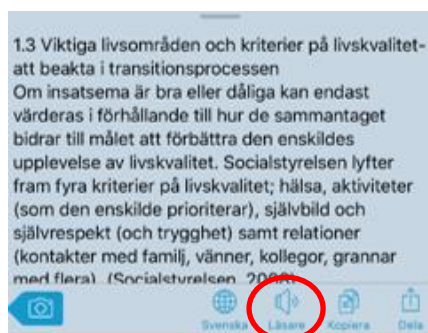 1.3 Viktiga livsområden och kriterier på livskvalitet-
att beakta i transitionsprocessen
Om insatserna är bra eller dåliga kan endast
värderas i förhållande till hur de sammantaget
bidrar till målet att förbättra den enskildes
upplevelse av livskvalitet. Socialstyrelsen lyfter
fram fyra kriterier på livskvalitet; hälsa, aktiviteter
(som den enskilde prioriterar), självbild och
självrespekt (och trygghet) samt relationer
(kontakter med familj, vänner, kollegor, grannar
med flera). (Socialstyrelsen, 
Svenska Läsare Kopiera Dela